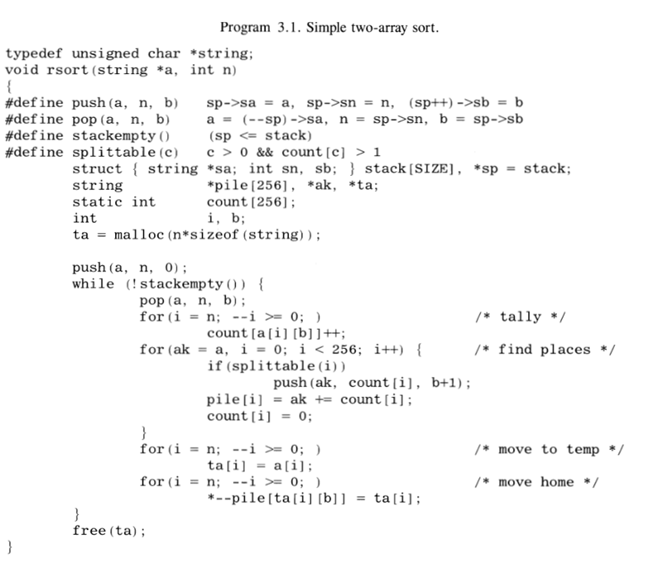 Program 3.1. Simple two-array sort.
typedef unsigned char *string;
void rsort(string *a, int n)
{
#define push(a, n, b)    sp->sa = a, sp->sn = n, (sp++)->sb = b
#define pop(a, n, b)     a = (--sp)->sa, n = sp->sn, b = sp->sb
#define stackempty()     (sp <= stack)
#define splittable(c)    c > 0 && count[c] > 1
        struct { string *sa; int sn, sb; } stack[SIZE], *sp = stack;
        string          *pile[256], *ak, *ta;
        static int      count[256];
        int             i, b;
        ta = malloc(n*sizeof(string));
        push(a, n, 0);
        while (!stackempty()) {
                pop(a, n, b);
                for(i = n; --i >= 0; )                  /* tally */
                        count[a[i][b]]++;
                for(ak = a, i = 0; i < 256; i++) {      /* find places */
                        if(splittable(i))
                                push(ak, count[i], b+1);
                        pile[i] = ak += count[i];
                        count[i] = 0;
                }
                for(i = n; --i >= 0; )                  /* move to temp */
                        ta[i] = a[i];
                for(i = n; --i >= 0; )                  /* move home */
                        *--pile[ta[i][b]] = ta[i];
        }
        free(ta);
}